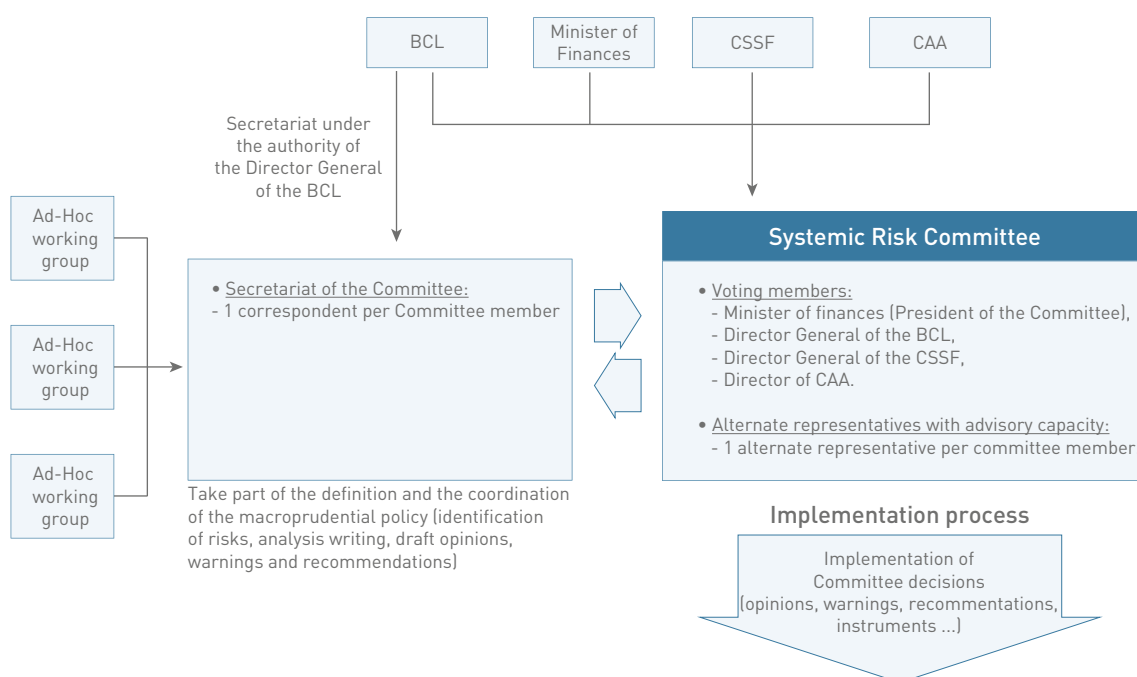 BCL
Minister of
Finances
CSSF
CAA
Secretariat under
the authority of
the Director General
of the BCL
Ad-Hoc
working
group
Ad-Hoc
working
group
Ad-Hoc
working
group
• Secretariat of the Committee:
- 1 correspondent per Committee member
Take part of the definition and the coordination
of the macroprudential policy (identification
of risks, analysis writing, draft opinions,
warnings and recommendations)
Systemic Risk Committee
• Voting members:
- Minister of finances (President of the Committee),
- Director General of the BCL,
- Director General of the CSSF,
- Director of CAA.
• Alternate representatives with advisory capacity:
- 1 alternate representative per committee member
Implementation process
Implementation of
Committee decisions
(opinions, warnings, recommentations,
instruments ...)